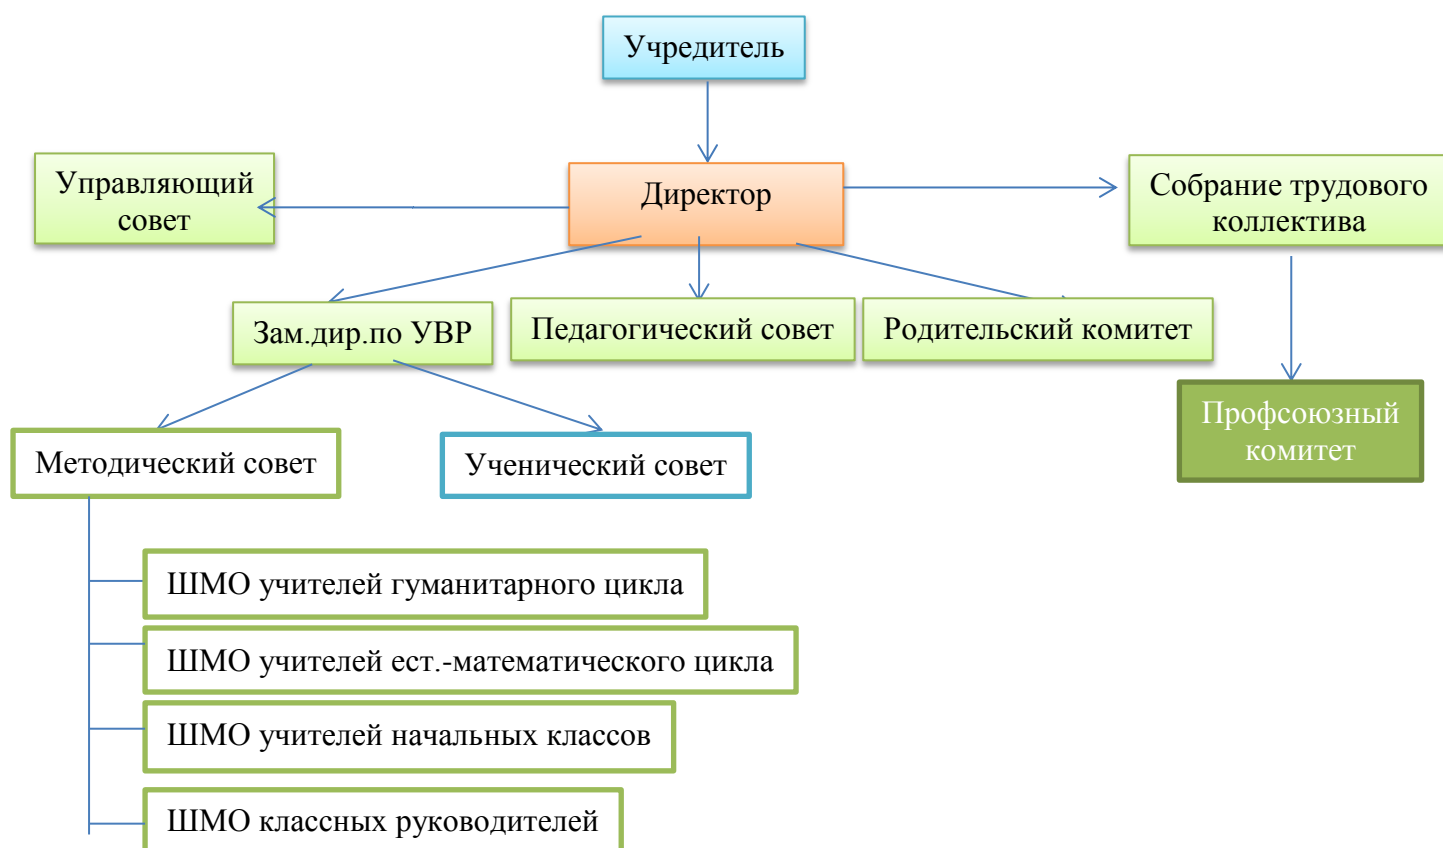 Учредитель
Управляющий
совет
Директор
Собрание трудового
коллектива
Зам.дир.по УВР
Педагогический совет
Родительский комитет
Профсоюзный
комитет
Методический совет
Ученический совет
ШМО учителей гуманитарного цикла
ШМО учителей ест.-математического цикла
ШМО учителей начальных классов
ШМО классных руководителей